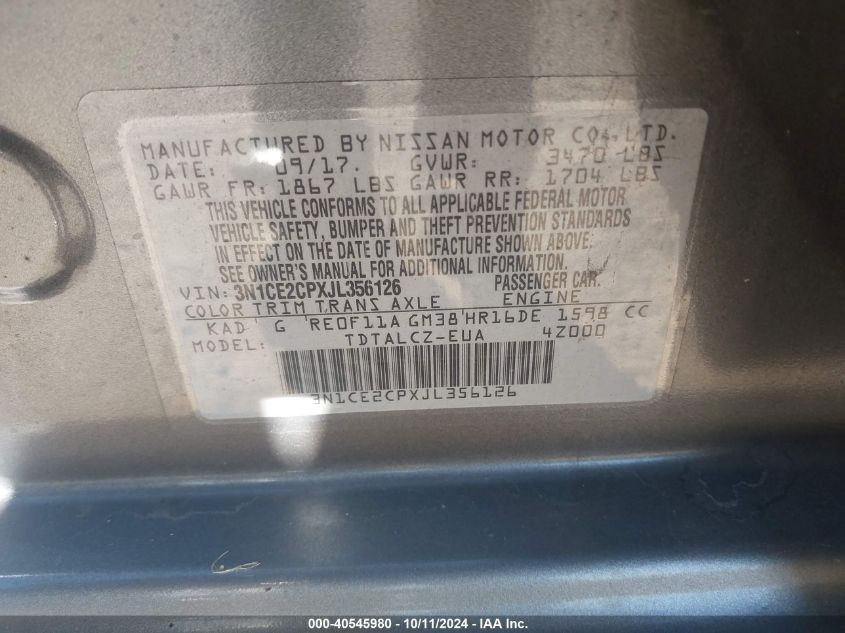 MANUFACTURED BY NISSAN MOTOR CO., LTD.
DATE: 09/17. GVWR: 3470 LBS
GAWR FR: 1867 LBS GAWR RR: 1704 LBS
THIS VEHICLE CONFORMS TO ALL APPLICABLE FEDERAL MOTOR
VEHICLE SAFETY, BUMPER AND THEFT PREVENTION STANDARDS
IN EFFECT ON THE DATE OF MANUFACTURE SHOWN ABOVE.
SEE OWNER'S MANUAL FOR ADDITIONAL INFORMATION.
VIN: 3N1CE2CPXJL356126 PASSENGER CAR.
COLOR TRIM TRANS AXLE ENGINE
KAD G RE0F11A GM38 HR16DE 1598 CC
MODEL: TDTALCZ-EUA 4Z000
3N1CE2CPXJL356126
000-40545980 - 10/11/2024 - IAA Inc.